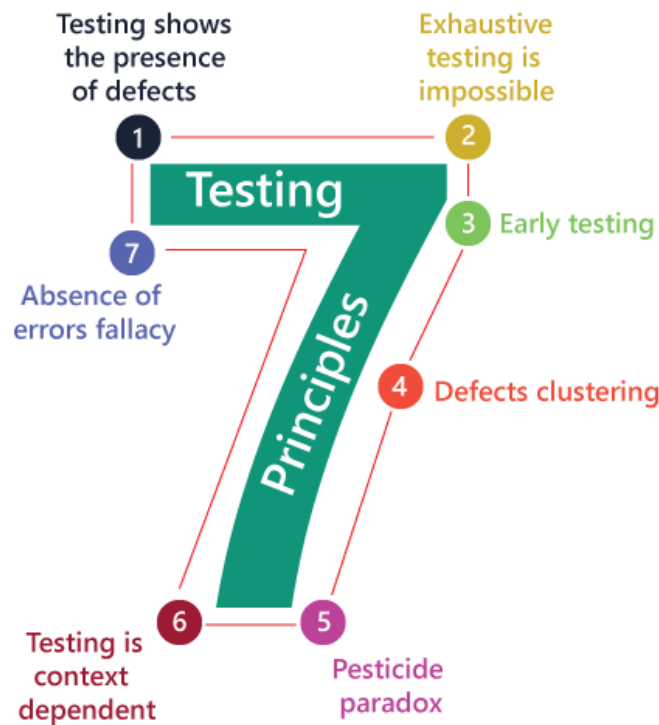 Testing shows
the presence
of defects
1
Exhaustive
testing is
impossible
2
Testing
Principles
3
Early testing
4
Defects clustering
5
Pesticide
paradox
6
Testing is
context
dependent
7
Absence of
errors fallacy